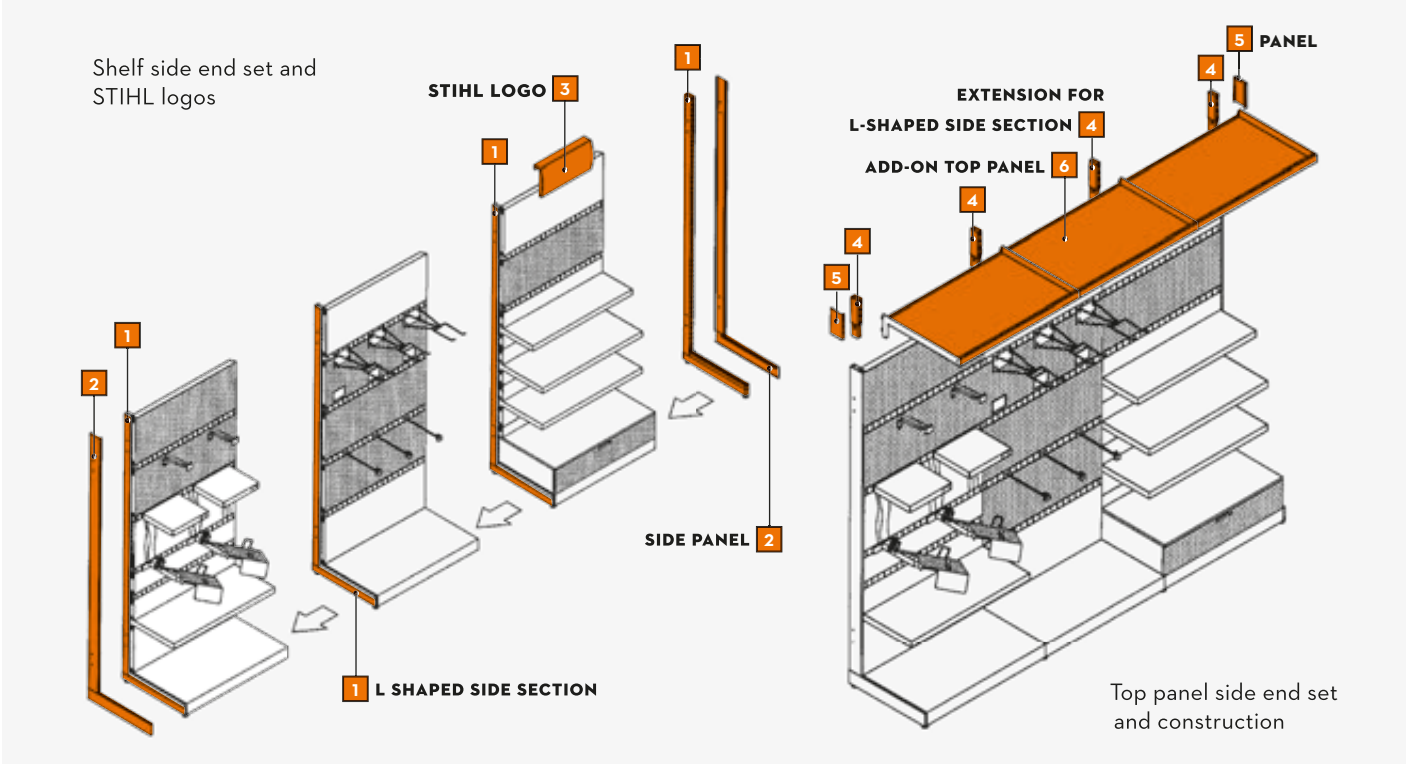 Shelf side end set and
STIHL logos
STIHL LOGO 3
1
1
1
2
1 L SHAPED SIDE SECTION
SIDE PANEL 2
5 PANEL
4
EXTENSION FOR
L-SHAPED SIDE SECTION 4
ADD-ON TOP PANEL 6
4
4
5
Top panel side end set
and construction